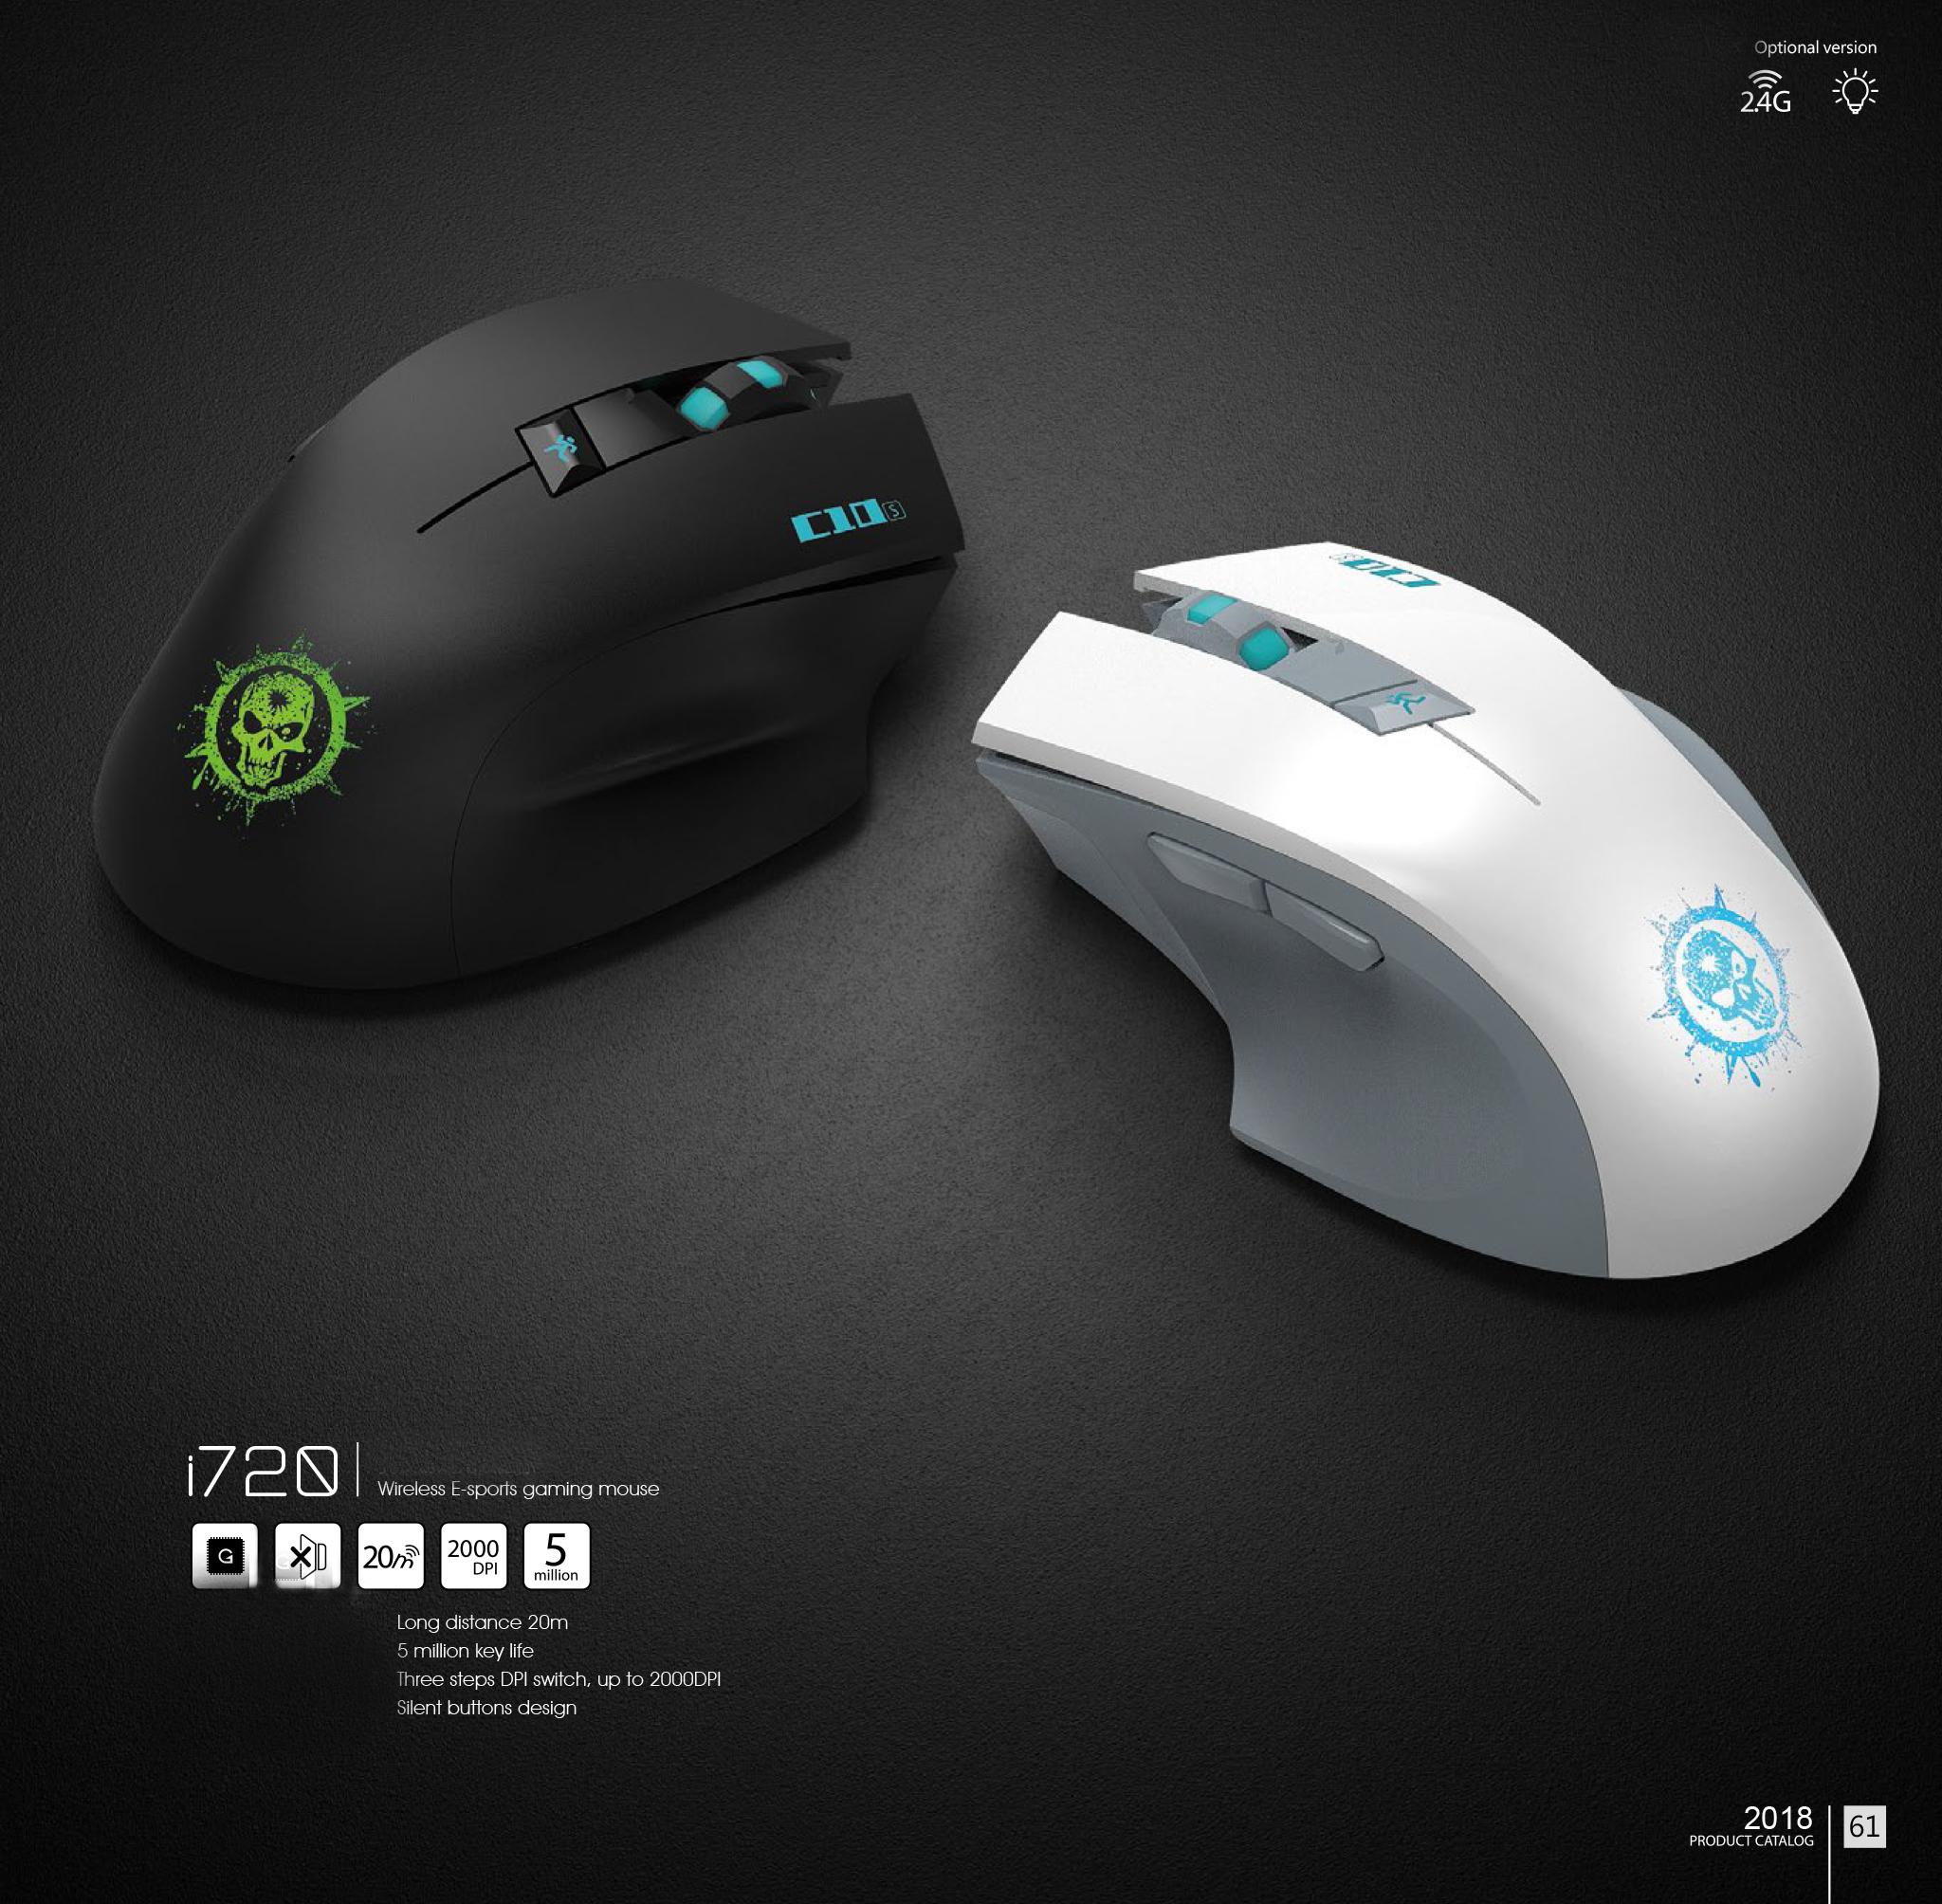 Optional version
2.4G
C10 S
C10 S
i720
Wireless E-sports gaming mouse
G
20m
2000
DPI
5
million
Long distance 20m
5 million key life
Three steps DPI switch, up to 2000DPI
Silent buttons design
2018
PRODUCT CATALOG
61